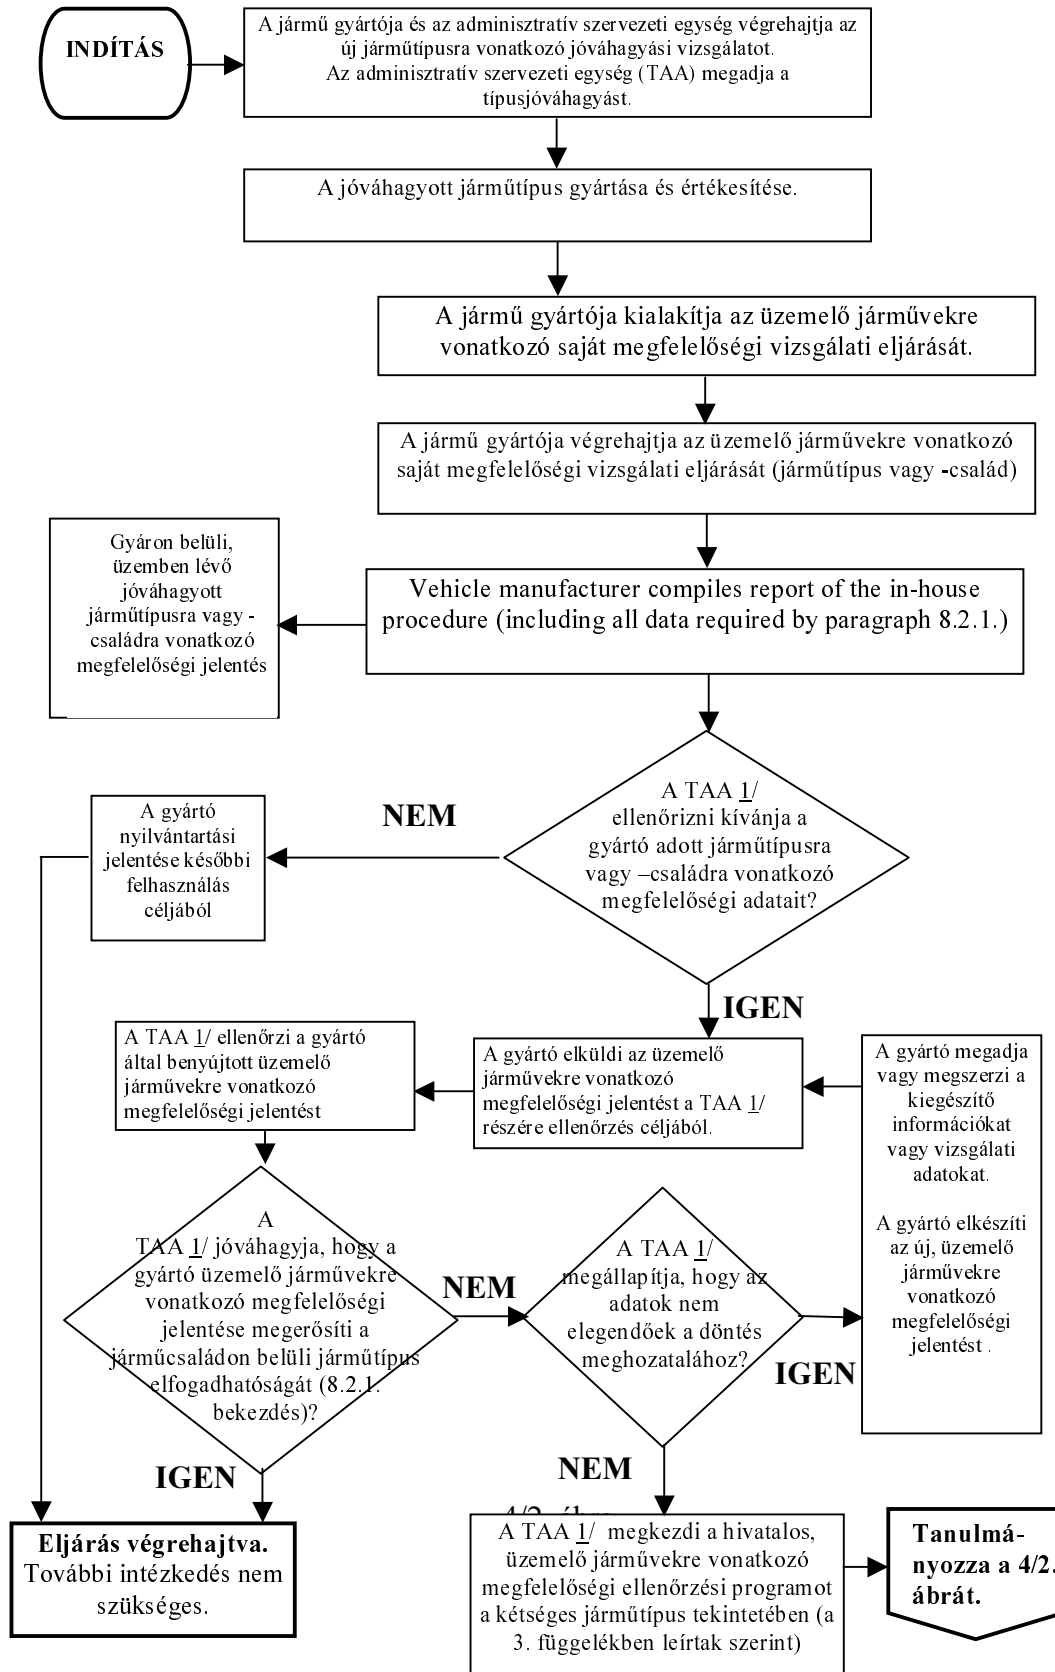 INDÍTÁS
A jármű gyártója és az adminisztratív szervezeti egység végrehajtja az
új járműtípusra vonatkozó jóváhagyási vizsgálatot.
Az adminisztratív szervezeti egység (TAA) megadja a
típusjóváhagyást.
A jóváhagyott járműtípus gyártása és értékesítése.
A jármű gyártója kialakítja az üzemelő járművekre
vonatkozó saját megfelelőségi vizsgálati eljárását.
A jármű gyártója végrehajtja az üzemelő járművekre vonatkozó
saját megfelelőségi vizsgálati eljárását (járműtípus vagy -család)
Gyáron belüli,
üzemben lévő
jóváhagyott
járműtípusra vagy -
családra vonatkozó
megfelelőségi jelentés
Vehicle manufacturer compiles report of the in-house
procedure (including all data required by paragraph 8.2.1.)
A TAA 1/
ellenőrizni kívánja a
gyártó adott járműtípusra
vagy –családra vonatkozó
megfelelőségi adatait?
NEM
A gyártó
nyilvántartási
jelentése későbbi
felhasználás
céljából
IGEN
A TAA 1/ ellenőrzi a gyártó
által benyújtott üzemelő
járművekre vonatkozó
megfelelőségi jelentést
A gyártó elküldi az üzemelő
járművekre vonatkozó
megfelelőségi jelentést a TAA 1/
részére ellenőrzés céljából.
A gyártó megadja
vagy megszerzi a
kiegészítő
információkat
vagy vizsgálati
adatokat.
A gyártó elkészíti
az új, üzemelő
járművekre
vonatkozó
megfelelőségi
jelentést .
A
TAA 1/ jóváhagyja, hogy a
gyártó üzemelő járművekre
vonatkozó megfelelőségi
jelentése megerősíti a
járműcsaládon belüli járműtípus
elfogadhatóságát (8.2.1.
bekezdés)?
NEM
A TAA 1/
megállapítja, hogy az
adatok nem
elegendőek a döntés
meghozatalához?
IGEN
IGEN
NEM
Eljárás végrehajtva.
További intézkedés nem
szükséges.
4/2. ábra
A TAA 1/ megkezdi a hivatalos,
üzemelő járművekre vonatkozó
megfelelőségi ellenőrzési programot
a kétséges járműtípus tekintetében (a
3. függelékben leírtak szerint)
Tanulmá-
nyozza a 4/2.
ábrát.